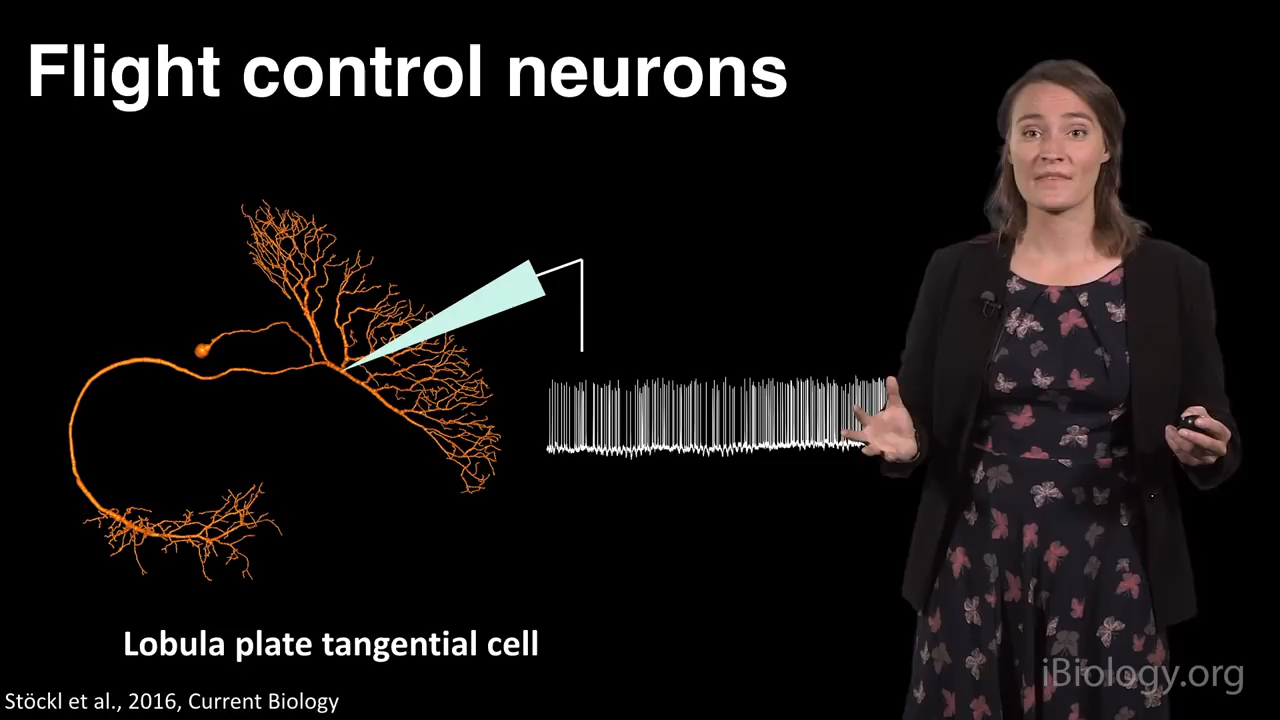 Flight control neurons
Lobula plate tangential cell
Stöckl et al., 2016, Current Biology
iBiology.org